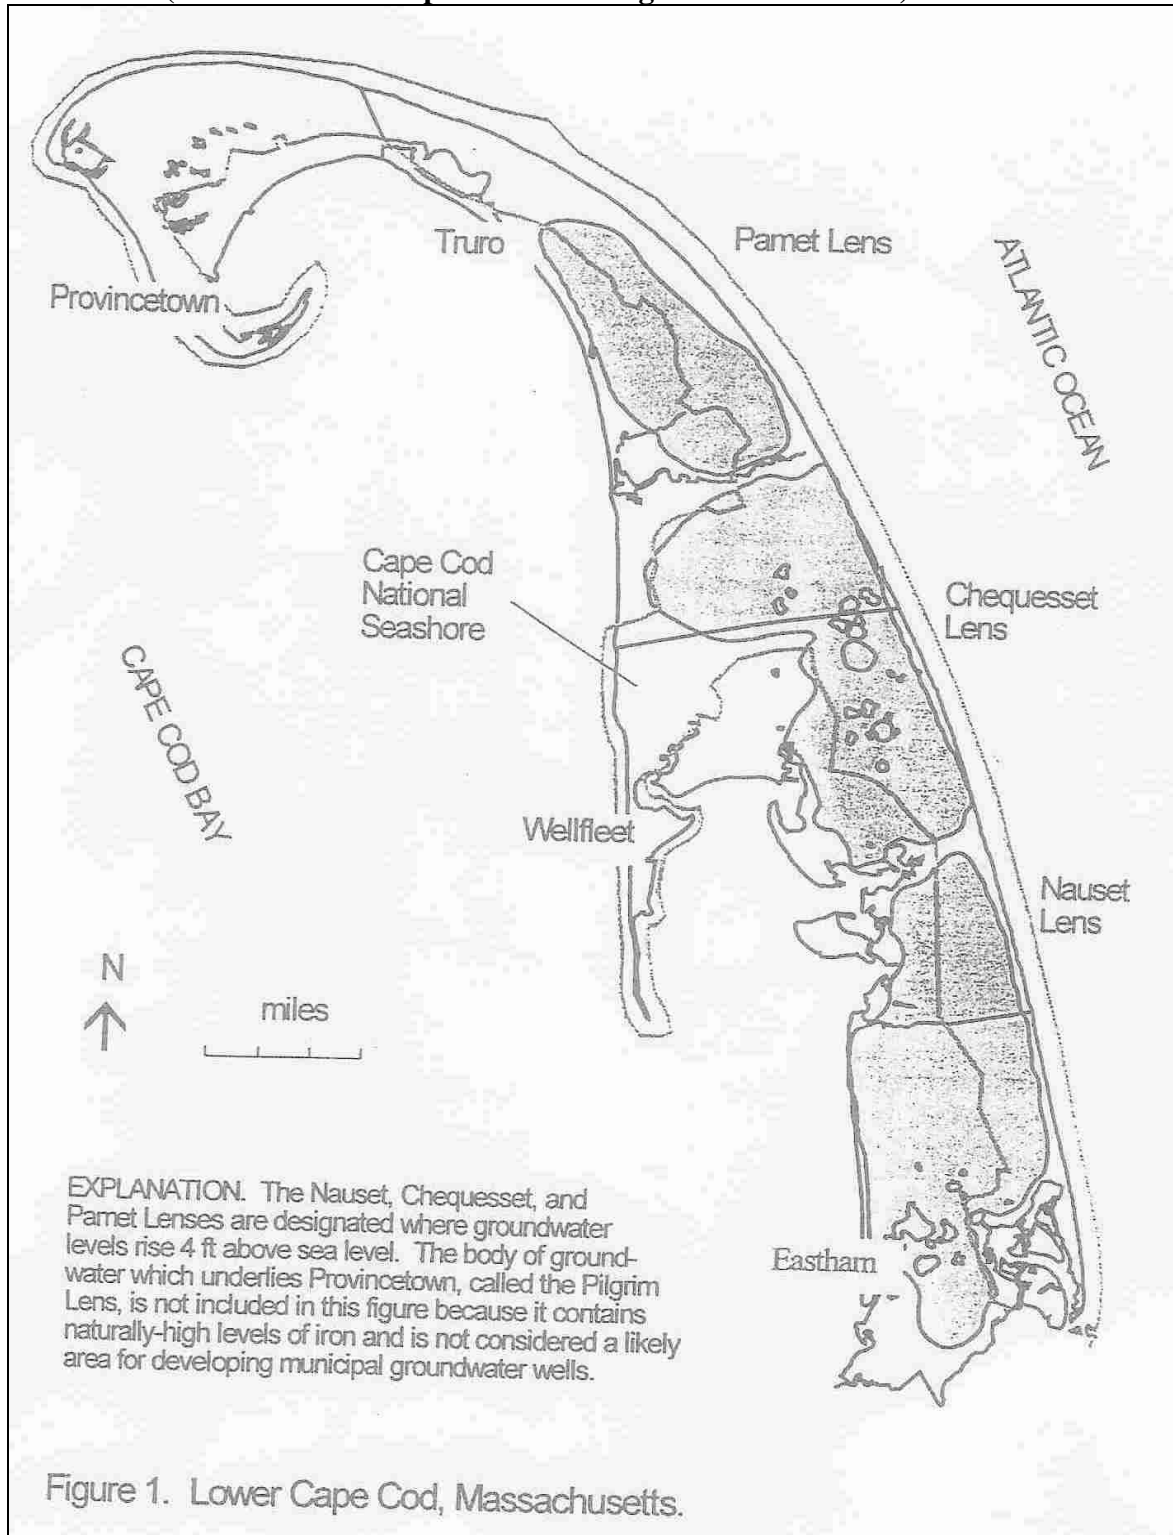 Truro
Pamet Lens
ATLANTIC OCEAN
Provincetown
Cape Cod
National
Seashore
Chequesset
Lens
CAPE COD BAY
Wellfleet
Nauset
Lens
N
miles
EXPLANATION. The Nauset, Chequesset, and
Pamet Lenses are designated where groundwater
levels rise 4 ft above sea level. The body of ground-
water which underlies Provincetown, called the Pilgrim
Lens, is not included in this figure because it contains
naturally-high levels of iron and is not considered a likely
area for developing municipal groundwater wells.
Eastham
Figure 1. Lower Cape Cod, Massachusetts.